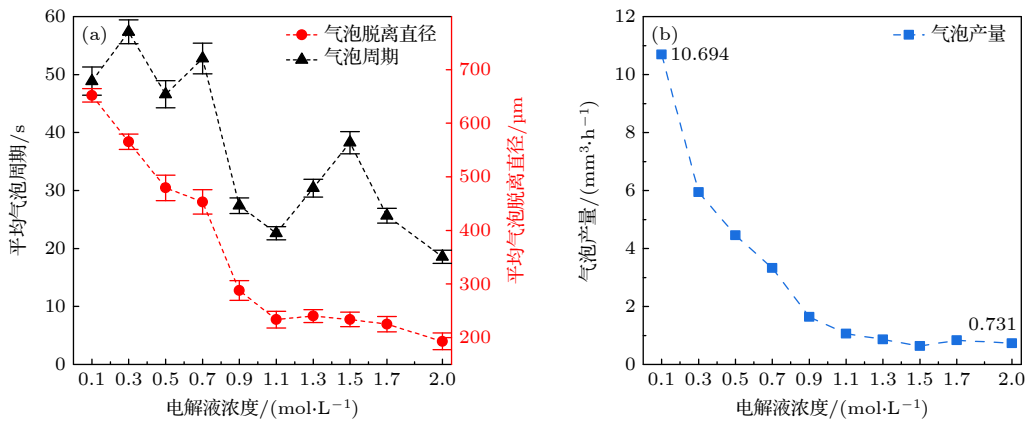 (a)
气泡脱离直径
气泡周期
60
50
40
30
20
10
0
平均气泡周期/s
700
600
500
400
300
200
平均气泡脱离直径/μm
0.1 0.3 0.5 0.7 0.9 1.1 1.3 1.5 1.7 2.0
电解液浓度/(mol·L⁻¹)
(b)
气泡产量
10.694
0.731
12
10
8
6
4
2
0
气泡产量/(mm³·h⁻¹)
0.1 0.3 0.5 0.7 0.9 1.1 1.3 1.5 1.7 2.0
电解液浓度/(mol·L⁻¹)